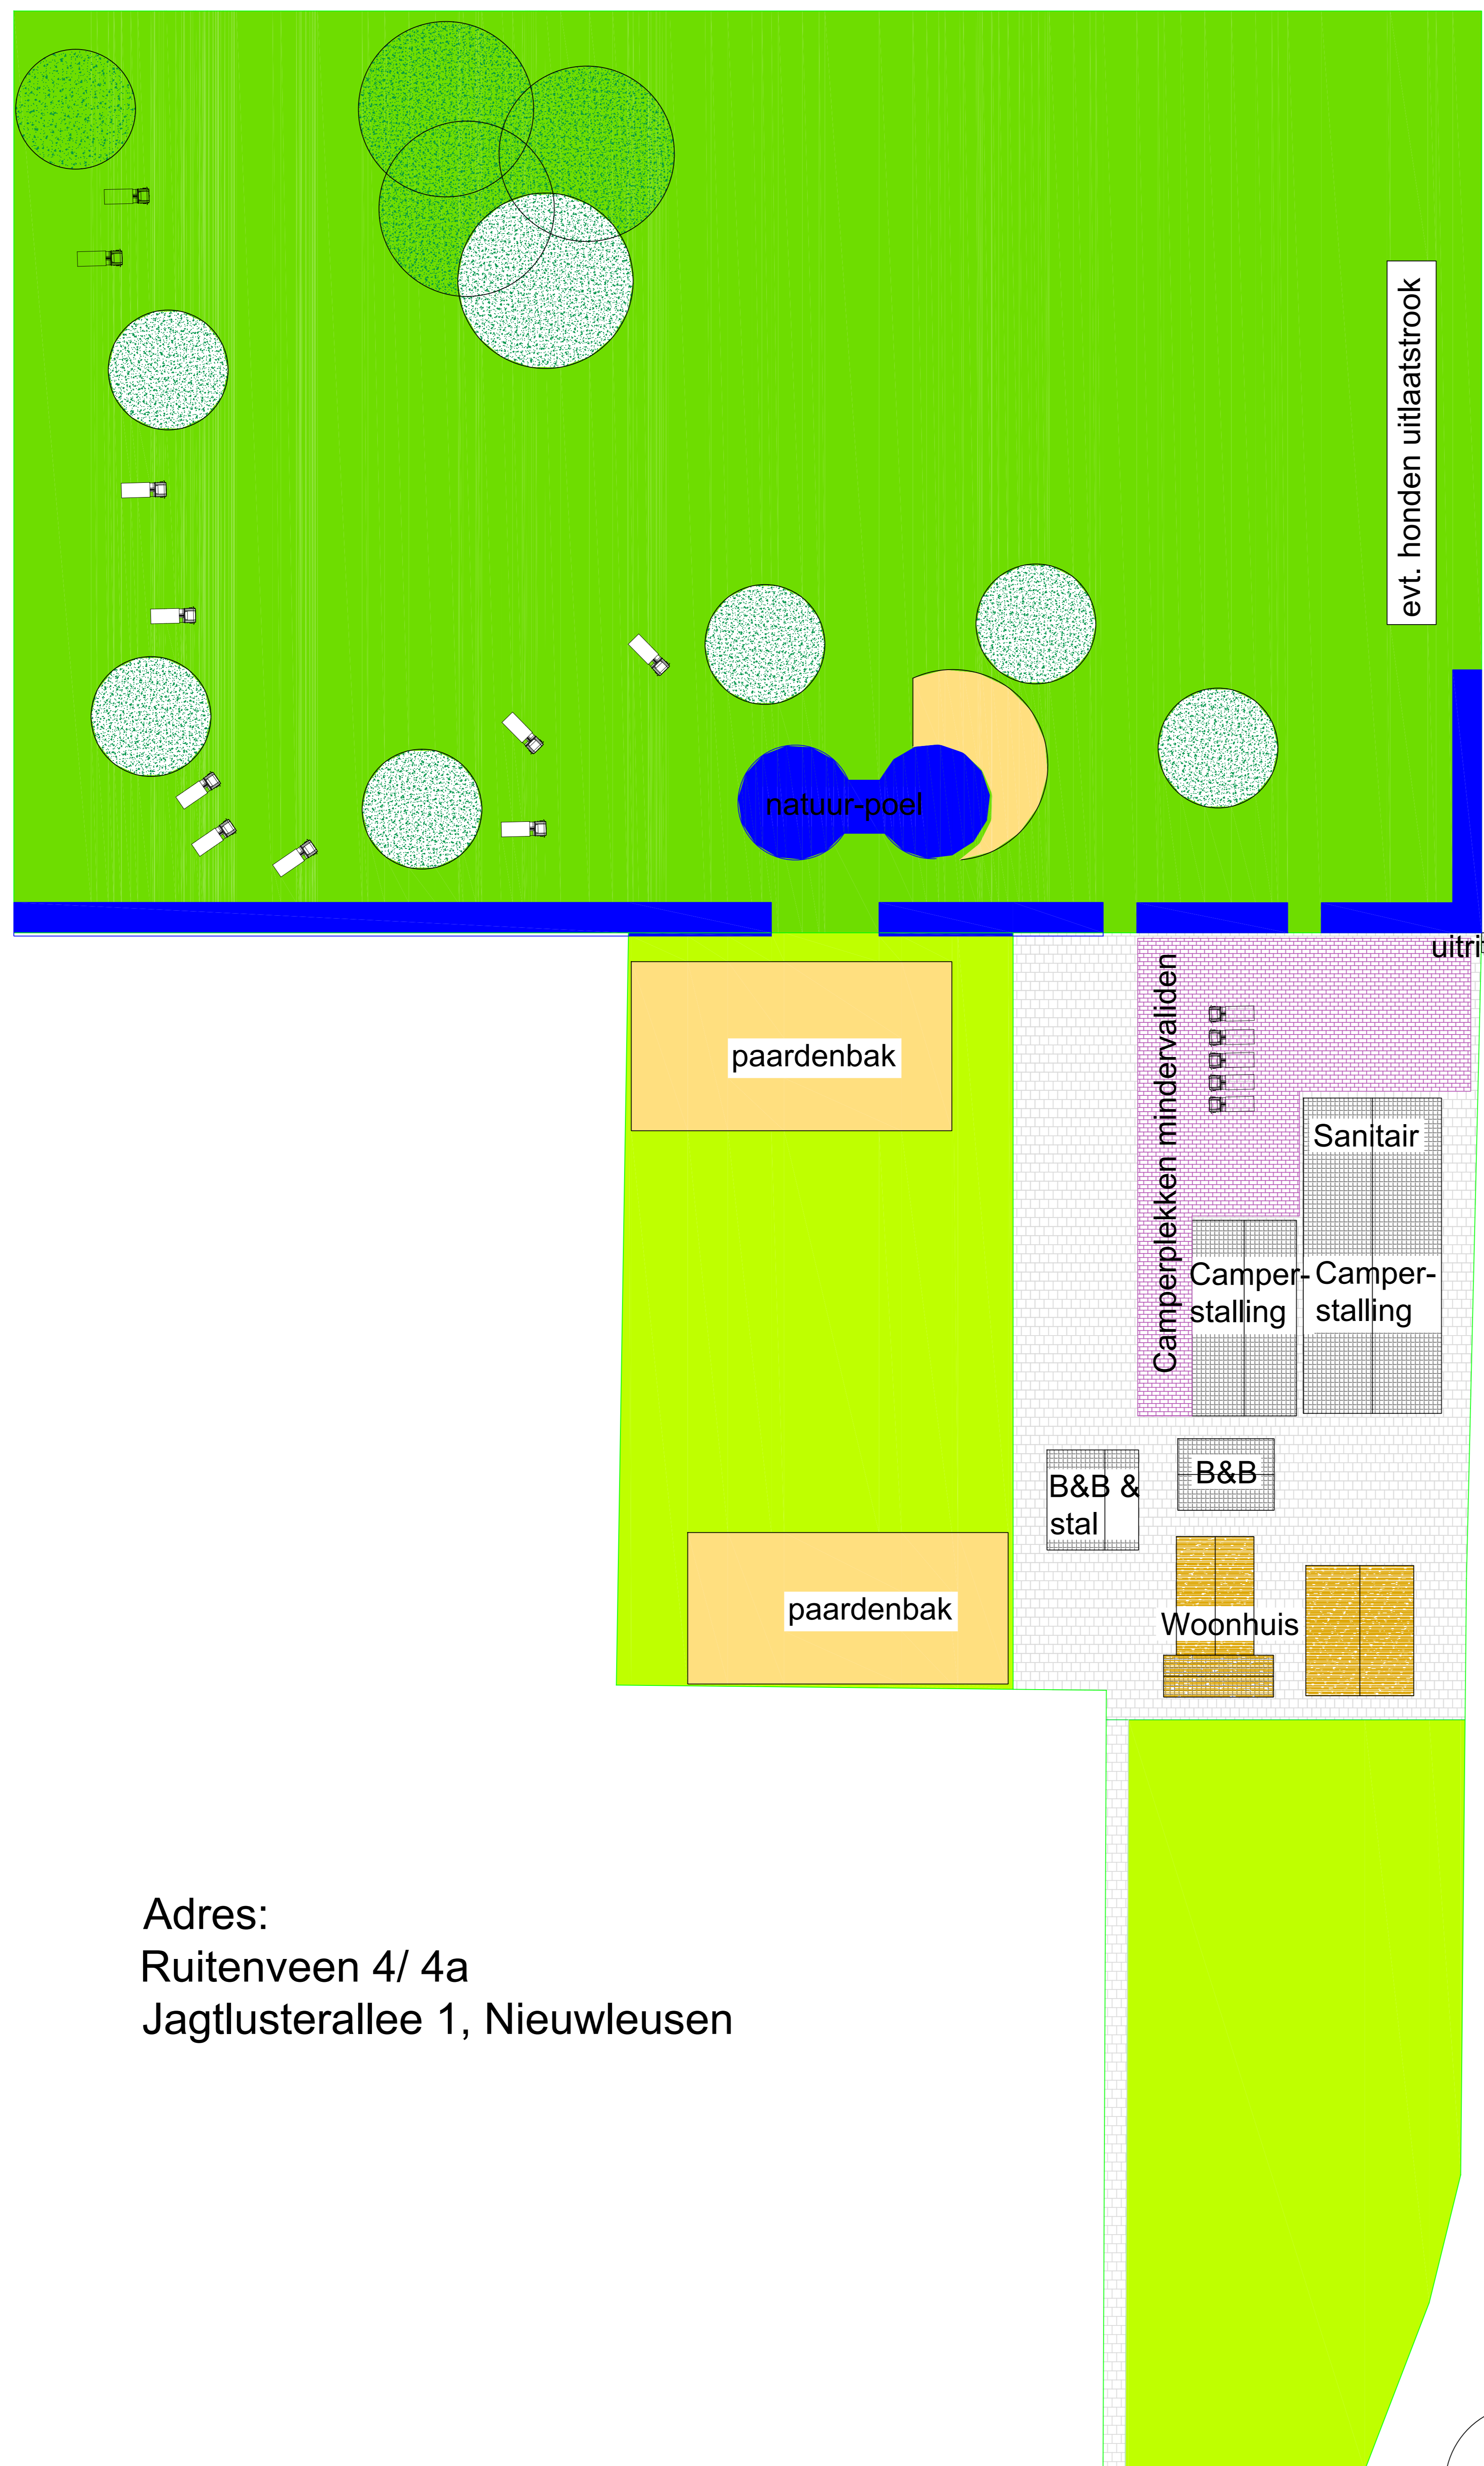 evt. honden uitlaatstrook
natuur-poel
uitri
paardenbak
Camperplekken mindervaliden
Sanitair
Camper-
stalling
Camper-
stalling
B&B
B&B &
stal
paardenbak
Woonhuis
Adres:
Ruitenveen 4/ 4a
Jagtlusterallee 1, Nieuwleusen